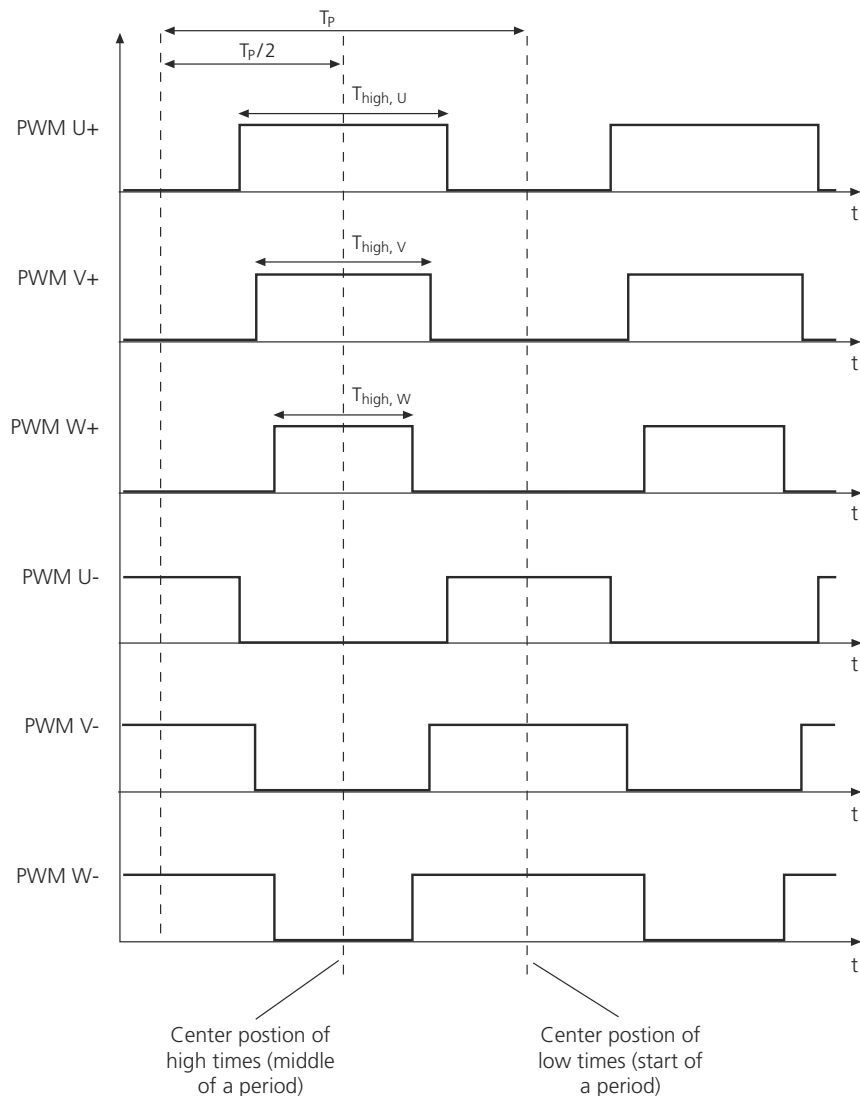 Tp
Tp/2
Thigh, U
PWM U+
t
Thigh, V
PWM V+
t
Thigh, W
PWM W+
t
PWM U-
t
PWM V-
t
PWM W-
t
Center postion of
high times (middle
of a period)
Center postion of
low times (start of
a period)